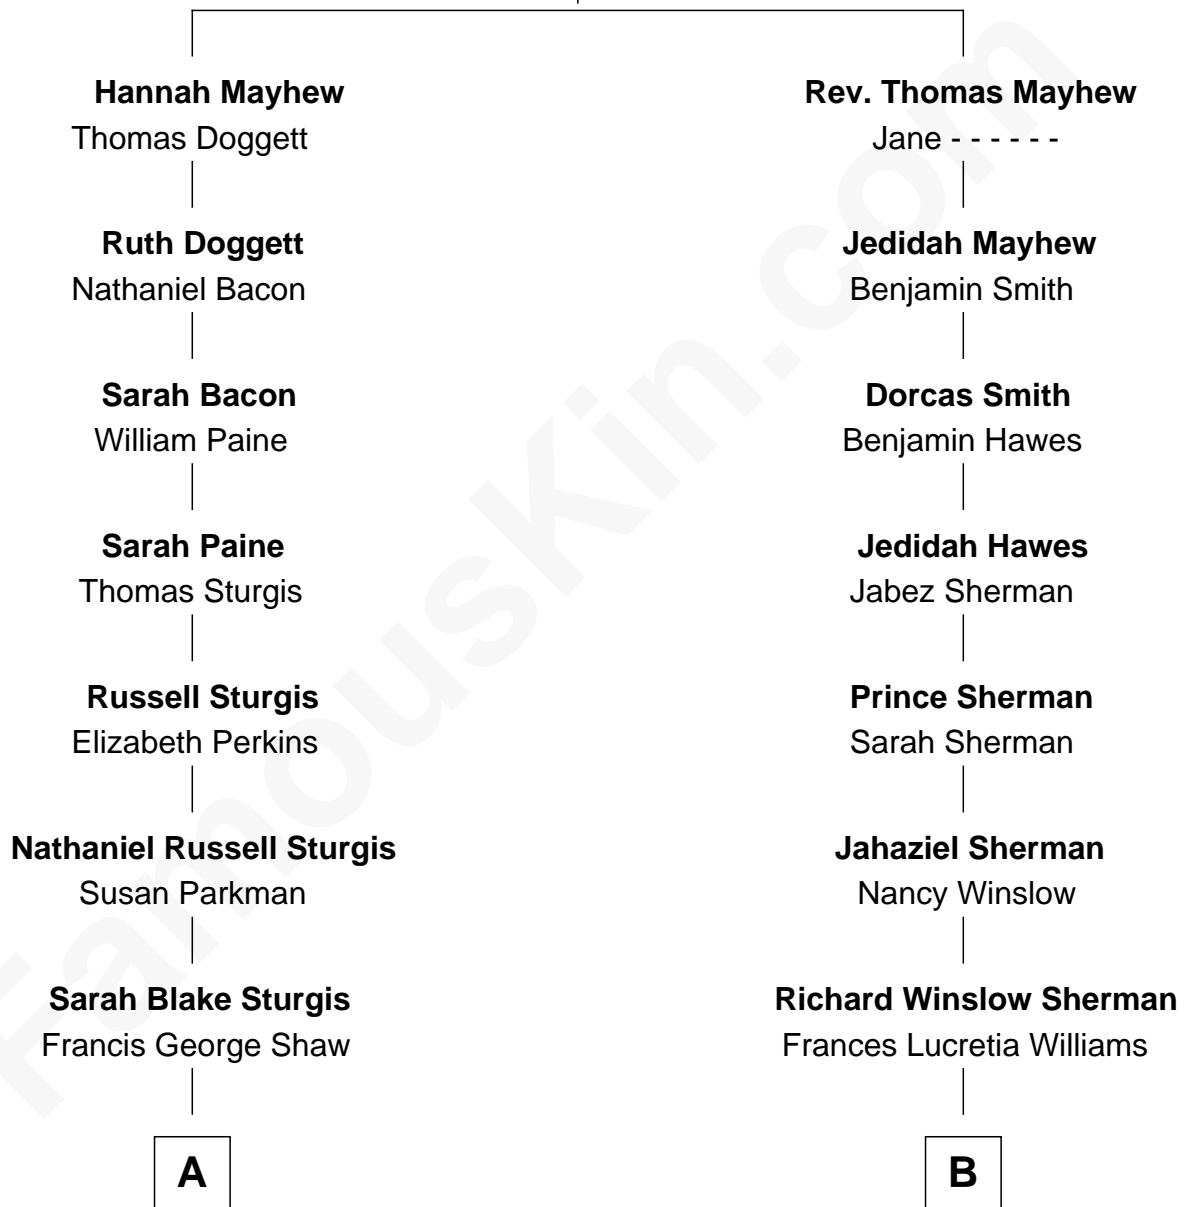 Hannah Mayhew
Thomas Doggett
Ruth Doggett
Nathaniel Bacon
Sarah Bacon
William Paine
Sarah Paine
Thomas Sturgis
Russell Sturgis
Elizabeth Perkins
Nathaniel Russell Sturgis
Susan Parkman
Sarah Blake Sturgis
Francis George Shaw
A
Rev. Thomas Mayhew
Jane - - - - - -
Jedidah Mayhew
Benjamin Smith
Dorcas Smith
Benjamin Hawes
Jedidah Hawes
Jabez Sherman
Prince Sherman
Sarah Sherman
Jahaziel Sherman
Nancy Winslow
Richard Winslow Sherman
Frances Lucretia Williams
B
FamousKin.com